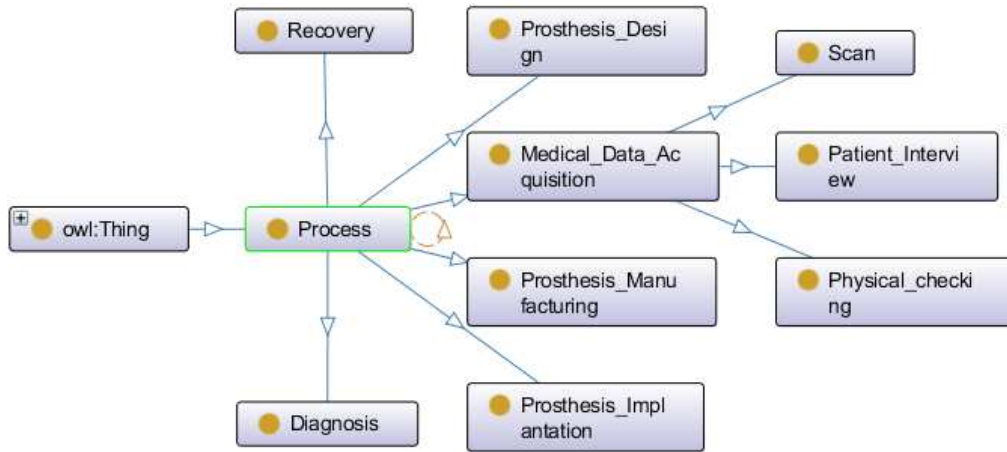 Recovery
Prosthesis_Desi
gn
Scan
Medical_Data_Ac
quisition
Patient_Intervi
ew
owl:Thing
Process
Prosthesis_Manu
facturing
Physical_checki
ng
Diagnosis
Prosthesis_Impl
antation